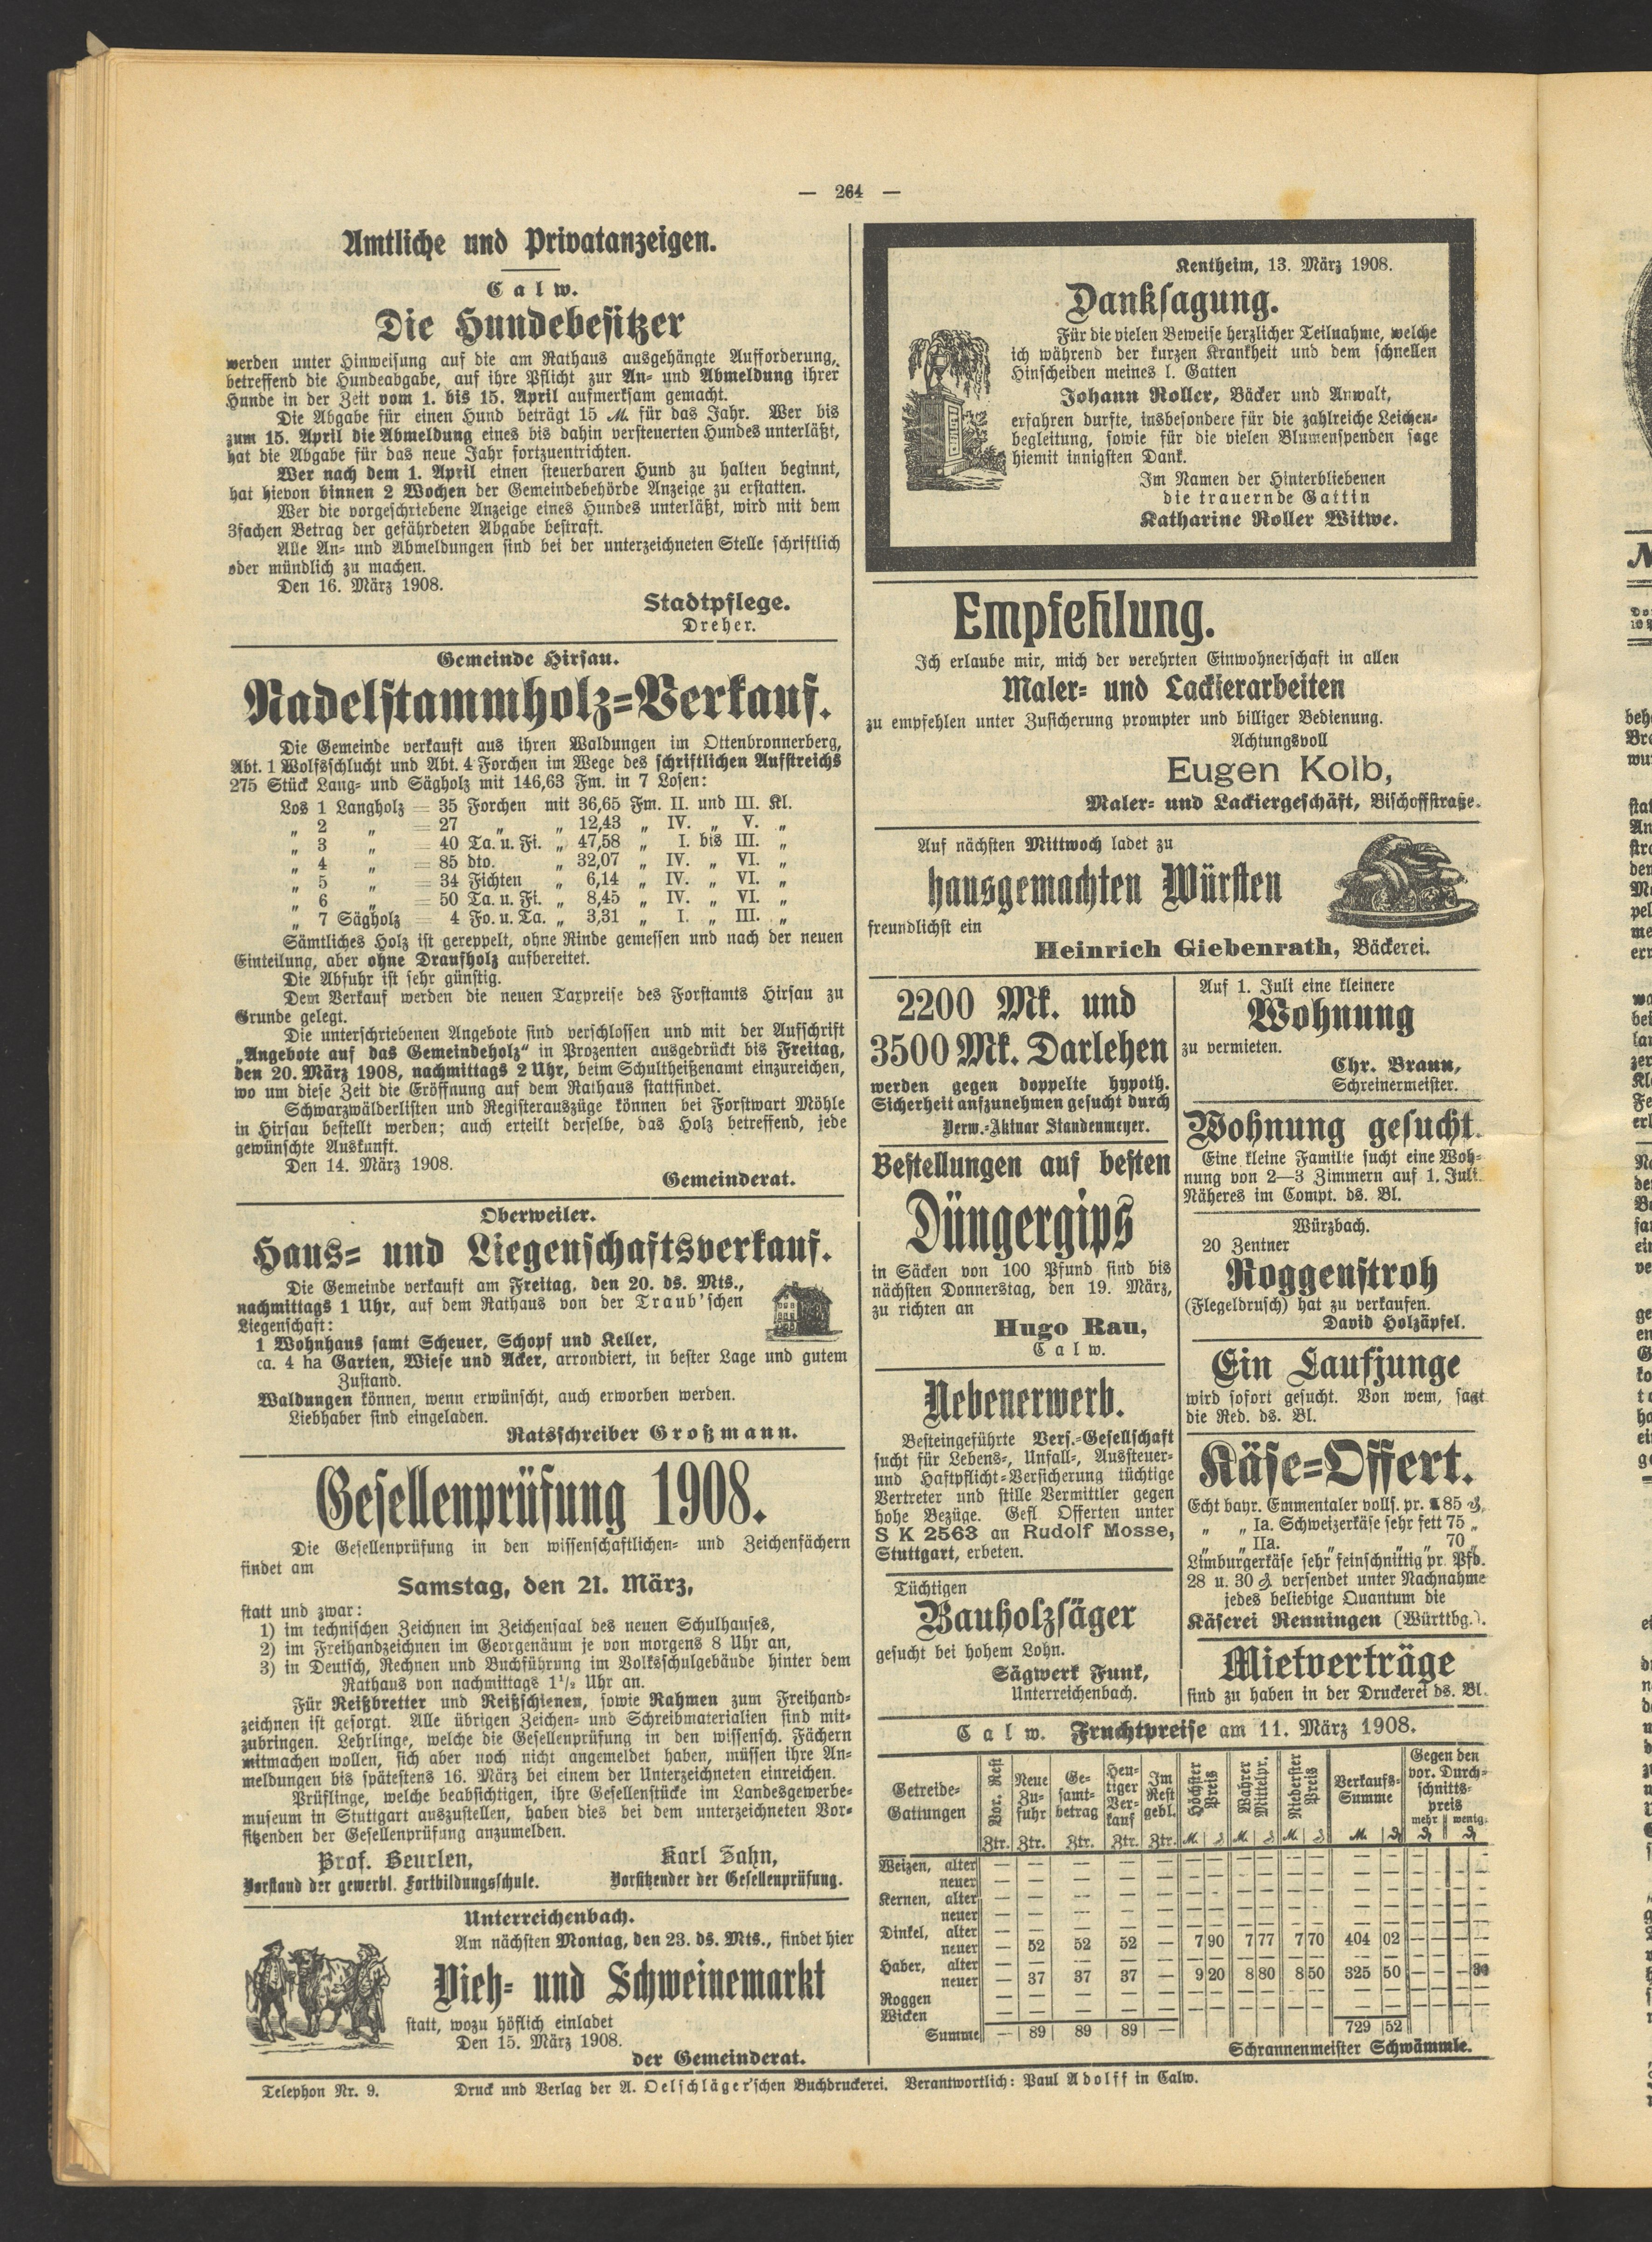 — 264 —
Amtliche und Privatanzeigen.
Calw.
Die Hundebesitzer
werden unter Hinweisung auf die am Rathaus ausgehängte Aufforderung,
betreffend die Hundeabgabe, auf ihre Pflicht zur An- und Abmeldung ihrer
Hunde in der Zeit vom 1. bis 15. April aufmerksam gemacht.
Die Abgabe für einen Hund beträgt 15 M. für das Jahr. Wer bis
zum 15. April die Abmeldung eines bis dahin versteuerten Hundes unterläßt,
hat die Abgabe für das neue Jahr fortzuentrichten.
Wer nach dem 1. April einen steuerbaren Hund zu halten beginnt,
hat hievon binnen 2 Wochen der Gemeindebehörde Anzeige zu erstatten.
Wer die vorgeschriebene Anzeige eines Hundes unterläßt, wird mit dem
3fachen Betrag der gefährdeten Abgabe bestraft.
Alle An- und Abmeldungen sind bei der unterzeichneten Stelle schriftlich
oder mündlich zu machen.
Den 16. März 1908.
Stadtpflege.
Dreher.
Gemeinde Hirsau.
Nadelstammholz-Verkauf.
Die Gemeinde verkauft aus ihren Waldungen im Ottenbronnerberg,
Abt. 1 Wolfsschlucht und Abt. 4 Forchen im Wege des schriftlichen Aufstreichs
275 Stück Lang- und Sägholz mit 146,63 Fm. in 7 Losen:
Los 1 Langholz = 35 Forchen mit 36,65 Fm. II. und III. Kl.
„ 2 „ = 27 „ „ 12,43 „ IV. „ V. „
„ 3 „ = 40 Ta. u. Fi. „ 47,58 „ I. bis III. „
„ 4 „ = 85 dto. „ 32,07 „ IV. „ VI. „
„ 5 „ = 34 Fichten „ 6,14 „ IV. „ VI. „
„ 6 „ = 50 Ta. u. Fi. „ 8,45 „ IV. „ VI. „
„ 7 Sägholz = 4 Fo. u. Ta. „ 3,31 „ I. „ III. „
Sämtliches Holz ist gereppelt, ohne Rinde gemessen und nach der neuen
Einteilung, aber ohne Draufholz aufbereitet.
Die Abfuhr ist sehr günstig.
Dem Verkauf werden die neuen Taxpreise des Forstamts Hirsau zu
Grunde gelegt.
Die unterschriebenen Angebote sind verschlossen und mit der Aufschrift
„Angebote auf das Gemeindeholz“ in Prozenten ausgedrückt bis Freitag,
den 20. März 1908, nachmittags 2 Uhr, beim Schultheißenamt einzureichen,
wo um diese Zeit die Eröffnung auf dem Rathaus stattfindet.
Schwarzwälderlisten und Registerauszüge können bei Forstwart Möhle
in Hirsau bestellt werden; auch erteilt derselbe, das Holz betreffend, jede
gewünschte Auskunft.
Den 14. März 1908.
Gemeinderat.
Oberweiler.
Haus- und Liegenschaftsverkauf.
Die Gemeinde verkauft am Freitag, den 20. ds. Mts.,
nachmittags 1 Uhr, auf dem Rathaus von der Traub'schen
Liegenschaft:
1 Wohnhaus samt Scheuer, Schopf und Keller,
ca. 4 ha Garten, Wiese und Acker, arrondiert, in bester Lage und gutem
Zustand.
Waldungen können, wenn erwünscht, auch erworben werden.
Liebhaber sind eingeladen.
Ratsschreiber Großmann.
Gesellenprüfung 1908.
Die Gesellenprüfung in den wissenschaftlichen- und Zeichenfächern
findet am
Samstag, den 21. März,
statt und zwar:
1) im technischen Zeichnen im Zeichensaal des neuen Schulhauses,
2) im Freihandzeichnen im Georgenäum je von morgens 8 Uhr an,
3) in Deutsch, Rechnen und Buchführung im Volksschulgebäude hinter dem
Rathaus von nachmittags 1 1/2 Uhr an.
Für Reißbretter und Reißschienen, sowie Rahmen zum Freihand-
zeichnen ist gesorgt. Alle übrigen Zeichen- und Schreibmaterialien sind mit-
zubringen. Lehrlinge, welche die Gesellenprüfung in den wissensch. Fächern
mitmachen wollen, sich aber noch nicht angemeldet haben, müssen ihre An-
meldungen bis spätestens 16. März bei einem der Unterzeichneten einreichen.
Prüflinge, welche beabsichtigen, ihre Gesellenstücke im Landesgewerbe-
museum in Stuttgart auszustellen, haben dies bei dem unterzeichneten Vor-
sitzenden der Gesellenprüfung anzumelden.
Prof. Beurlen, Karl Zahn,
Vorstand der gewerbl. Fortbildungsschule. Vorsitzender der Gesellenprüfung.
Unterreichenbach.
Am nächsten Montag, den 23. ds. Mts., findet hier
Vieh- und Schweinemarkt
statt, wozu höflich einladet
Den 15. März 1908.
der Gemeinderat.
Kentheim, 13. März 1908.
Danksagung.
Für die vielen Beweise herzlicher Teilnahme, welche
ich während der kurzen Krankheit und dem schnellen
Hinscheiden meines l. Gatten
Johann Roller, Bäcker und Anwalt,
erfahren durfte, insbesondere für die zahlreiche Leichen-
begleitung, sowie für die vielen Blumenspenden sage
hiemit innigsten Dank.
Im Namen der Hinterbliebenen
die trauernde Gattin
Katharine Roller Witwe.
Empfehlung.
Ich erlaube mir, mich der verehrten Einwohnerschaft in allen
Maler- und Lackierarbeiten
zu empfehlen unter Zusicherung prompter und billiger Bedienung.
Achtungsvoll
Eugen Kolb,
Maler- und Lackiergeschäft, Bischoffstraße.
Auf nächsten Mittwoch ladet zu
hausgemachten Würsten
freundlichst ein
Heinrich Giebenrath, Bäckerei.
2200 Mk. und
3500 Mk. Darlehen
werden gegen doppelte hypoth.
Sicherheit aufzunehmen gesucht durch
Verw.-Aktuar Staudenmeyer.
Bestellungen auf besten
Düngergips
in Säcken von 100 Pfund sind bis
nächsten Donnerstag, den 19. März,
zu richten an
Hugo Rau,
Calw.
Nebenerwerb.
Besteingeführte Vers.-Gesellschaft
sucht für Lebens-, Unfall-, Aussteuer-
und Haftpflicht-Versicherung tüchtige
Vertreter und stille Vermittler gegen
hohe Bezüge. Gefl Offerten unter
S K 2563 an Rudolf Mosse,
Stuttgart, erbeten.
Tüchtigen
Bauholzsäger
gesucht bei hohem Lohn.
Sägwerk Funk,
Unterreichenbach.
Auf 1. Juli eine kleinere
Wohnung
zu vermieten.
Chr. Braun,
Schreinermeister.
Wohnung gesucht.
Eine kleine Familie sucht eine Woh-
nung von 2—3 Zimmern auf 1. Juli.
Näheres im Compt. ds. Bl.
Würzbach.
20 Zentner
Roggenstroh
(Flegeldrusch) hat zu verkaufen.
David Holzäpfel.
Ein Laufjunge
wird sofort gesucht. Von wem, sagt
die Red. ds. Bl.
Käse-Offert.
Echt bayr. Emmentaler volls. pr. 85 ₰,
„ „ Ia. Schweizerkäse sehr fett 75 „
„ „ IIa. „ „ „ 70 „
Limburgerkäse sehr feinschnittig pr. Pfd.
28 u. 30 ₰ versendet unter Nachnahme
jedes beliebige Quantum die
Käserei Renningen (Württbg.).
Mietverträge
sind zu haben in der Druckerei ds. Bl.
Calw. Fruchtpreise am 11. März 1908.
Getreide-Gattungen | Vor. Rest | Neue Zufuhr | Gesamtbetrag | Heutiger Verkauf | Im Rest gebl. | Höchster Preis | Wahrer Mittelpr. | Niederster Preis | Verkaufs-Summe | Gegen den vor. Durchschnittspreis mehr wenig.
Ztr. Ztr. Ztr. Ztr. Ztr. M. ₰ M. ₰ M. ₰ M. ₰ ₰ ₰
Weizen, alter — — — — — — — — — — — — — — — — —
neuer — — — — — — — — — — — — — — — — —
Kernen, alter — — — — — — — — — — — — — — — — —
neuer — — — — — — — — — — — — — — — — —
Dinkel, alter — — — — — — — — — — — — — — — — —
neuer — 52 52 52 — 7 90 7 77 7 70 404 02 — — — —
Haber, alter — — — — — — — — — — — — — — — — —
neuer — 37 37 37 — 9 20 8 80 8 50 325 50 — — — 30
Roggen — — — — — — — — — — — — — — — — —
Wicken — — — — — — — — — — — — — — — — —
Summe — 89 89 89 — 729 52
Schrannenmeister Schwämmle.
Telephon Nr. 9. Druck und Verlag der A. Oelschläger'schen Buchdruckerei. Verantwortlich: Paul Adolff in Calw.